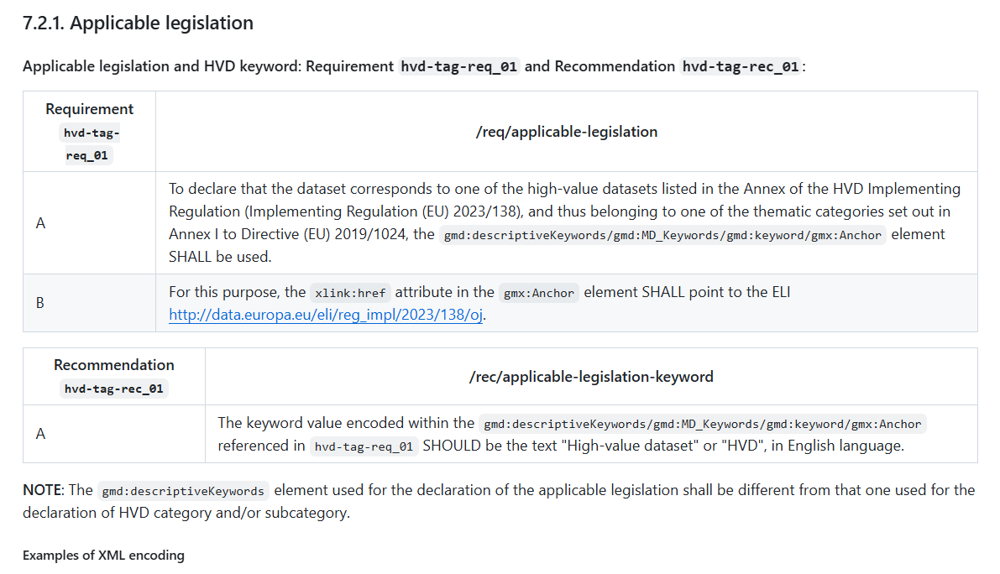 7.2.1. Applicable legislation
Applicable legislation and HVD keyword: Requirement hvd-tag-req_01 and Recommendation hvd-tag-rec_01:
Requirement
hvd-tag-
req_01
/req/applicable-legislation
A
To declare that the dataset corresponds to one of the high-value datasets listed in the Annex of the HVD Implementing
Regulation (Implementing Regulation (EU) 2023/138), and thus belonging to one of the thematic categories set out in
Annex I to Directive (EU) 2019/1024, the gmd:descriptiveKeywords/gmd:MD_Keywords/gmd:keyword/gmx:Anchor element
SHALL be used.
B
For this purpose, the xlink:href attribute in the gmx:Anchor element SHALL point to the ELI
http://data.europa.eu/eli/reg_impl/2023/138/oj.
Recommendation
hvd-tag-rec_01
/rec/applicable-legislation-keyword
A
The keyword value encoded within the gmd:descriptiveKeywords/gmd:MD_Keywords/gmd:keyword/gmx:Anchor
referenced in hvd-tag-req_01 SHOULD be the text "High-value dataset" or "HVD", in English language.
NOTE: The gmd:descriptiveKeywords element used for the declaration of the applicable legislation shall be different from that one used for the
declaration of HVD category and/or subcategory.
Examples of XML encoding